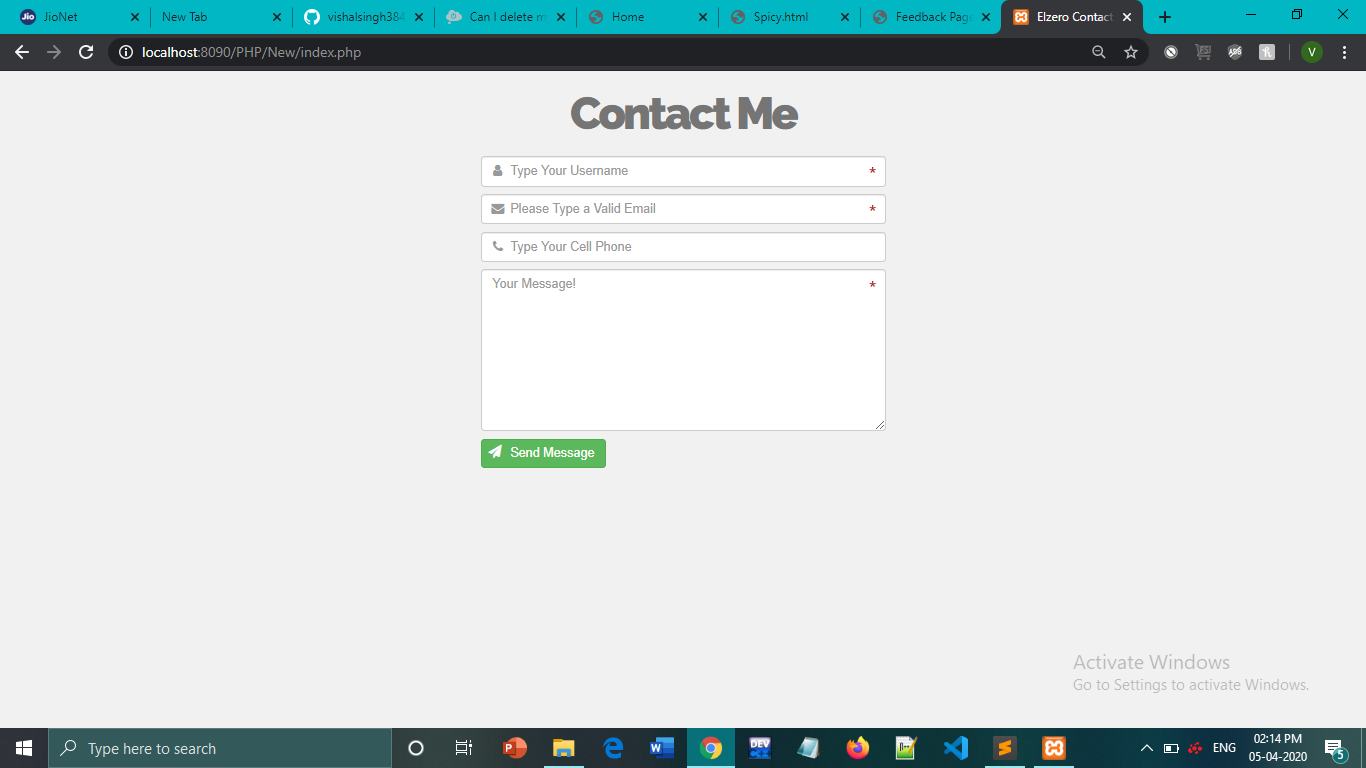 Jio JioNet New Tab vishalsingh384 Can I delete m Home Spicy.html Feedback Page Elzero Contact
localhost:8090/PHP/New/index.php V
Contact Me
Type Your Username *
Please Type a Valid Email *
Type Your Cell Phone
Your Message! *
Send Message
Activate Windows
Go to Settings to activate Windows.
Type here to search DEV ENG 02:14 PM
05-04-2020 5